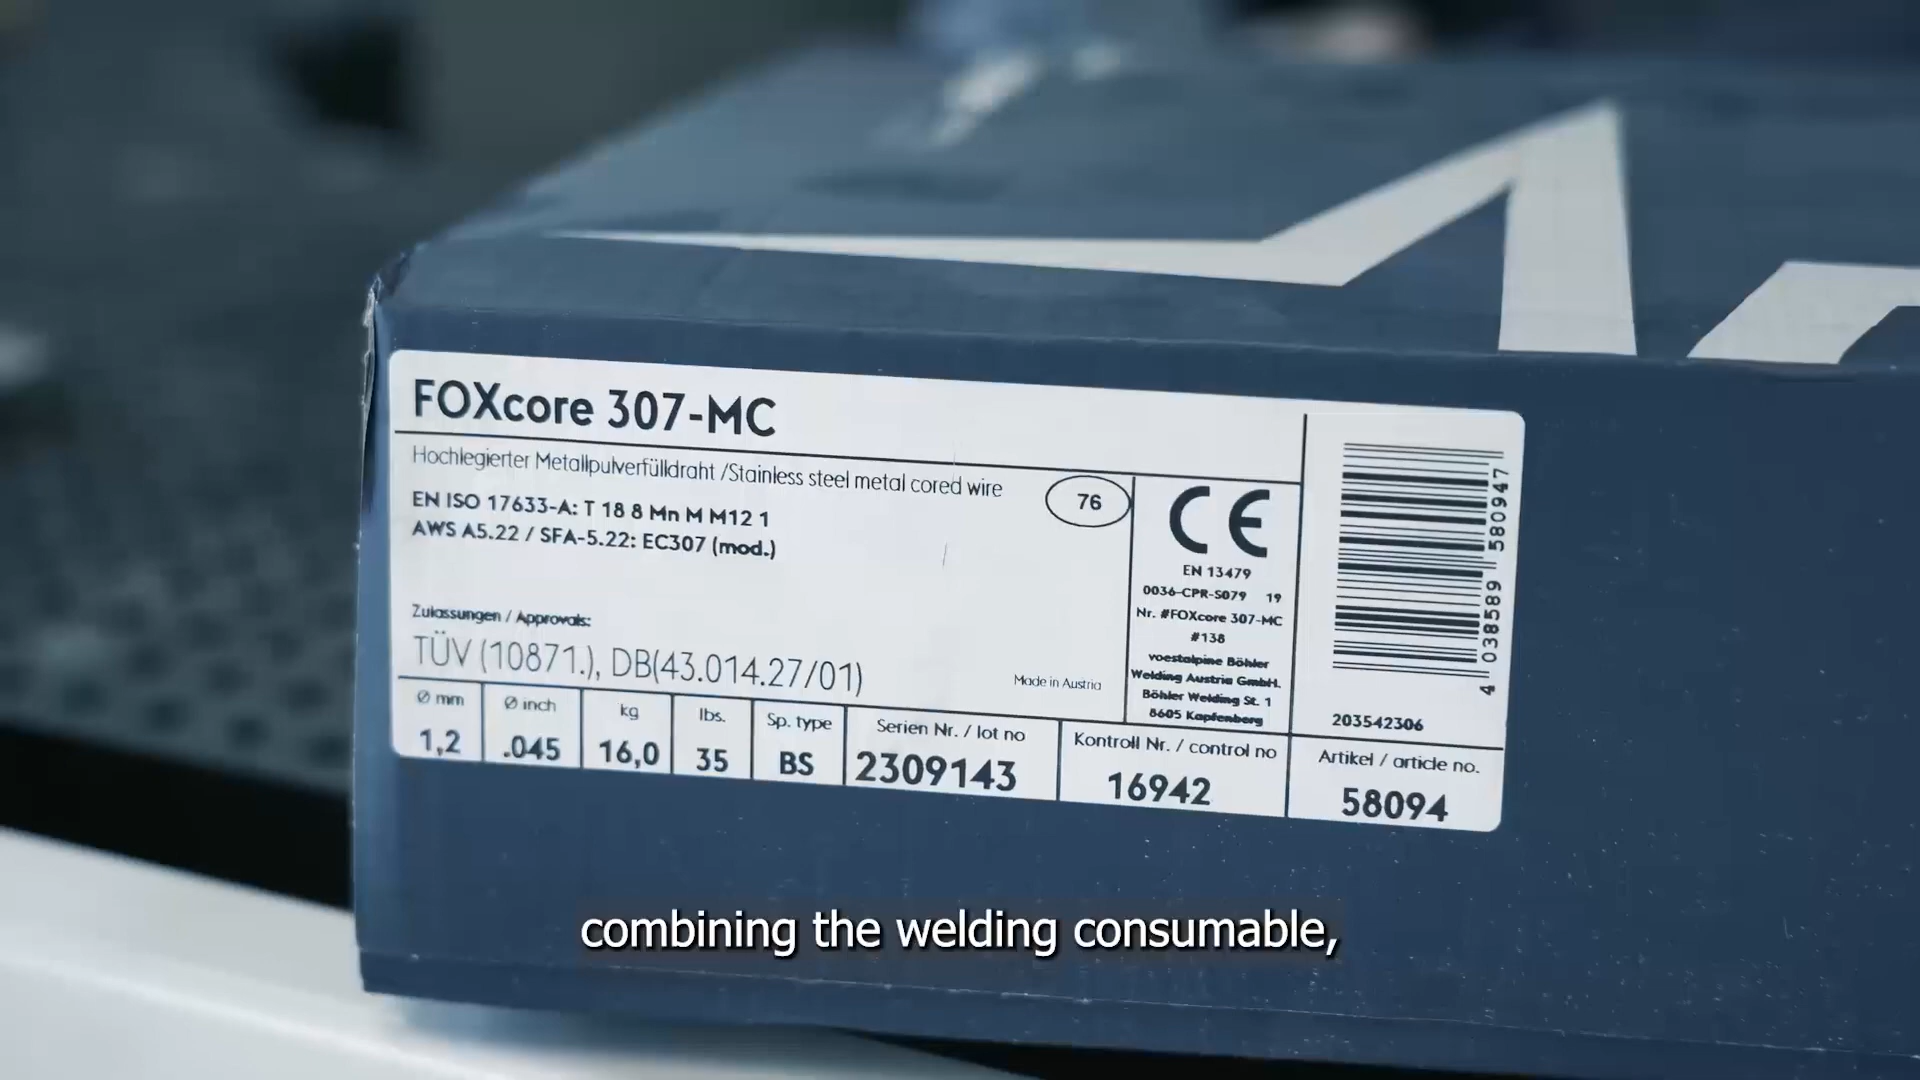 FOXcore 307-MC
Hochlegierter Metallpulverfülldraht /Stainless steel metal cored wire
EN ISO 17633-A: T 18 8 Mn M M12 1
AWS A5.22 / SFA-5.22: EC307 (mod.)
76
Zulassungen / Approvals:
TÜV (10871.), DB(43.014.27/01)
Made in Austria
CE
EN 13479
0036-CPR-S079 19
Nr. #FOXcore 307-MC
#138
voestalpine Böhler
Welding Austria GmbH.
Böhler Welding St. 1
8605 Kapfenberg
4 038589 580947
203542306
Ø mm
1,2
Ø inch
.045
kg
16,0
lbs.
35
Sp. type
BS
Serien Nr. / lot no
2309143
Kontroll Nr. / control no
16942
Artikel / article no.
58094
combining the welding consumable,